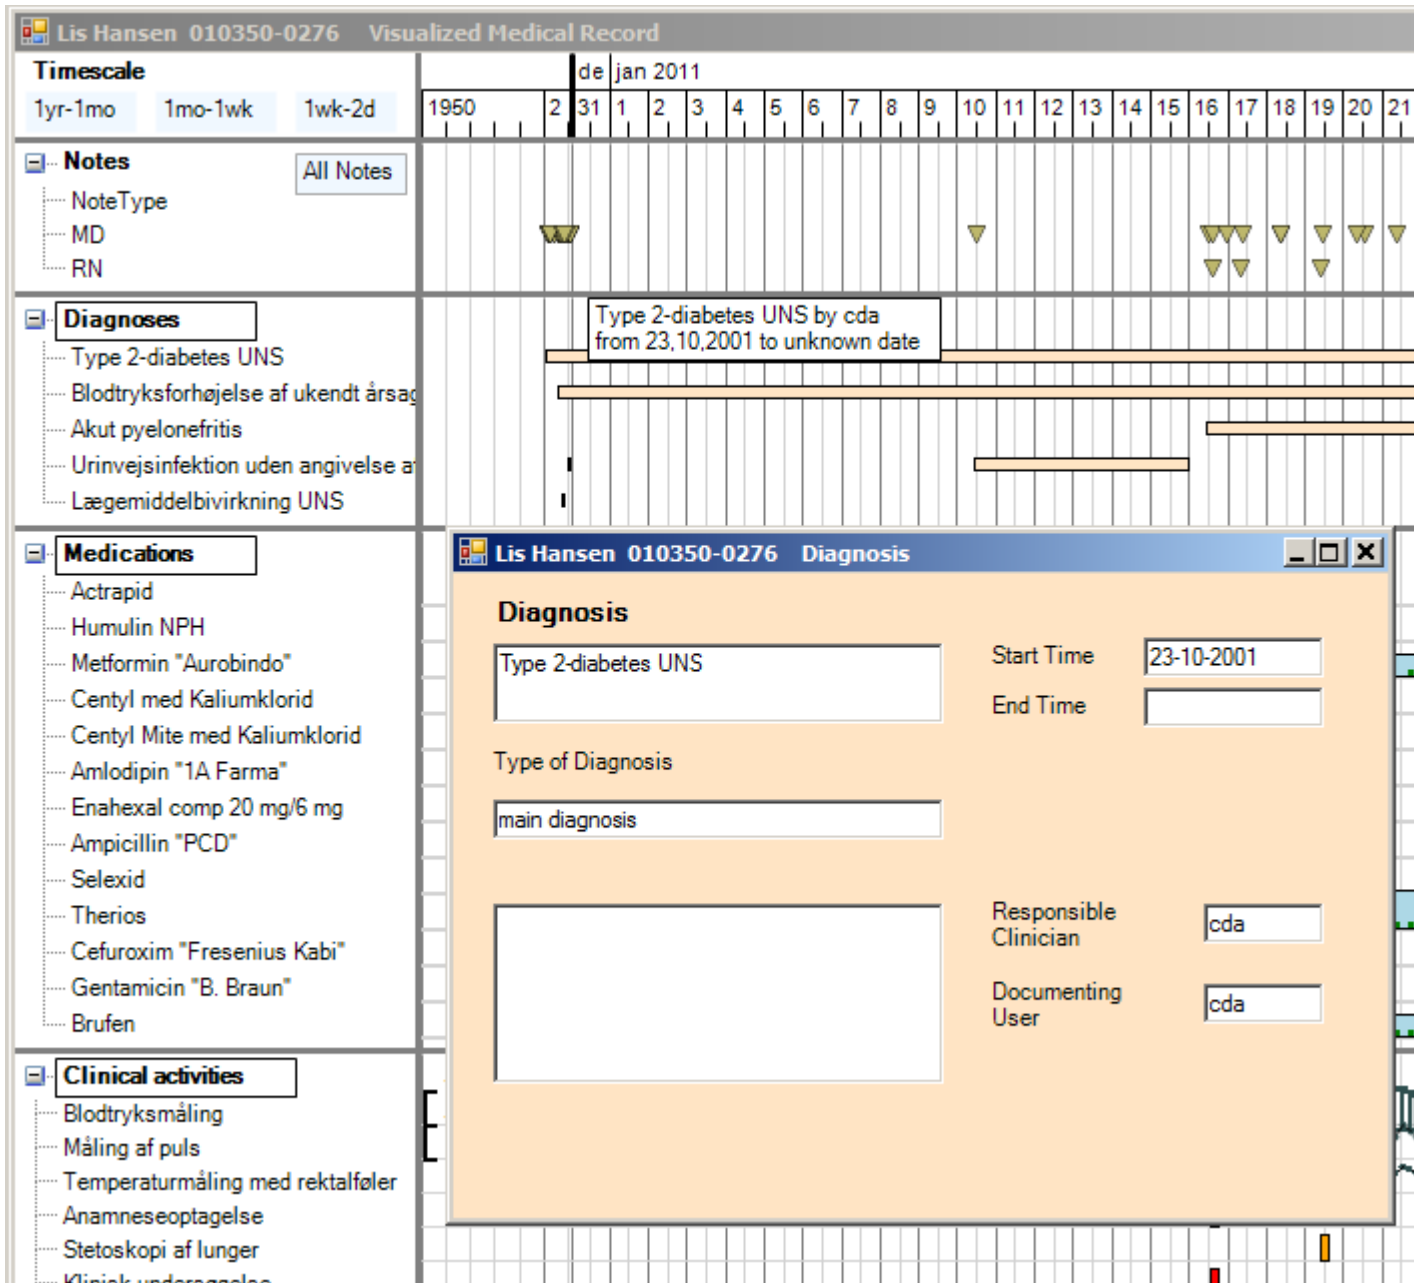 Lis Hansen 010350-0276 Visualized Medical Record
Timescale
de jan 2011
1yr-1mo 1mo-1wk 1wk-2d
1950 2 31 1 2 3 4 5 6 7 8 9 10 11 12 13 14 15 16 17 18 19 20 21
Notes
All Notes
NoteType
MD
RN
Diagnoses
Type 2-diabetes UNS by cda
from 23,10,2001 to unknown date
Type 2-diabetes UNS
Blodtryksforhøjelse af ukendt årsag
Akut pyelonefritis
Urinvejsinfektion uden angivelse a
Lægemiddelbivirkning UNS
Medications
Actrapid
Humulin NPH
Metformin "Aurobindo"
Centyl med Kaliumklorid
Centyl Mite med Kaliumklorid
Amlodipin "1A Farma"
Enahexal comp 20 mg/6 mg
Ampicillin "PCD"
Selexid
Therios
Cefuroxim "Fresenius Kabi"
Gentamicin "B. Braun"
Brufen
Clinical activities
Blodtryksmåling
Måling af puls
Temperaturmåling med rektalføler
Anamneseoptagelse
Stetoskopi af lunger
Lis Hansen 010350-0276 Diagnosis
Diagnosis
Type 2-diabetes UNS
Start Time 23-10-2001
End Time
Type of Diagnosis
main diagnosis
Responsible
Clinician
cda
Documenting
User
cda